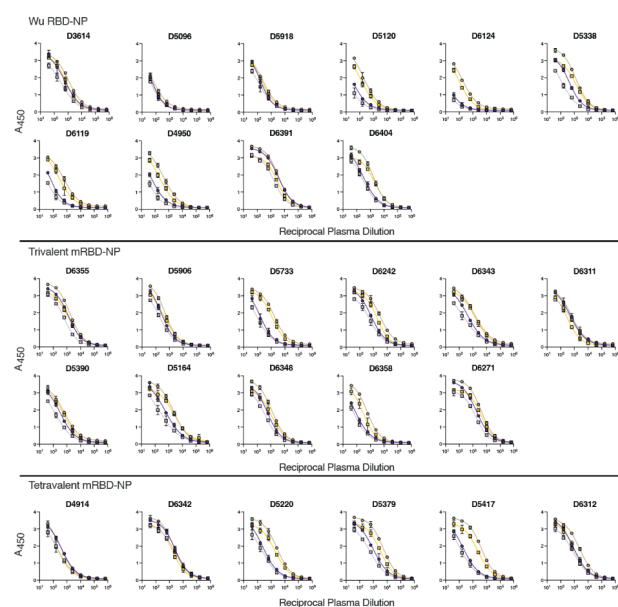 Wu RBD-NP
D3614 D5096 D5918 D5120 D6124 D5338
A450
D6119 D4950 D6391 D6404
Reciprocal Plasma Dilution
Trivalent mRBD-NP
D6355 D5906 D5733 D6242 D6343 D6311
A450
D5390 D5164 D6348 D6358 D6271
Reciprocal Plasma Dilution
Tetravalent mRBD-NP
D4914 D6342 D5220 D5379 D5417 D6312
A450
Reciprocal Plasma Dilution